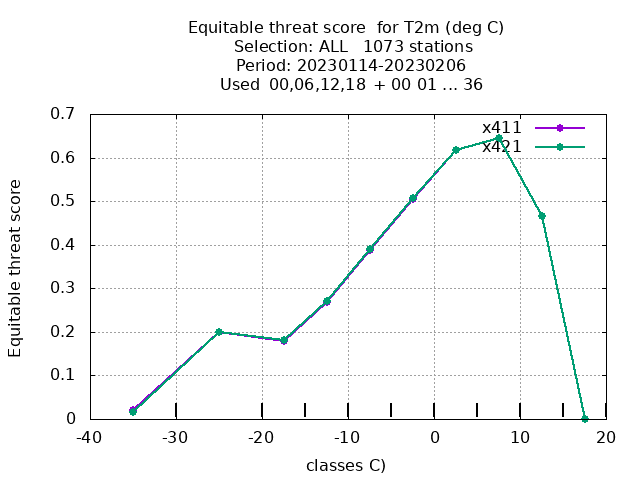 Equitable threat score  for T2m (deg C)
Selection: ALL   1073 stations
Period: 20230114-20230206
Used  00,06,12,18  + 00 01 ... 36
x411
x421
0.7
0.6
0.5
0.4
0.3
0.2
0.1
0
Equitable threat score
-40 -30 -20 -10 0 10 20
classes C)